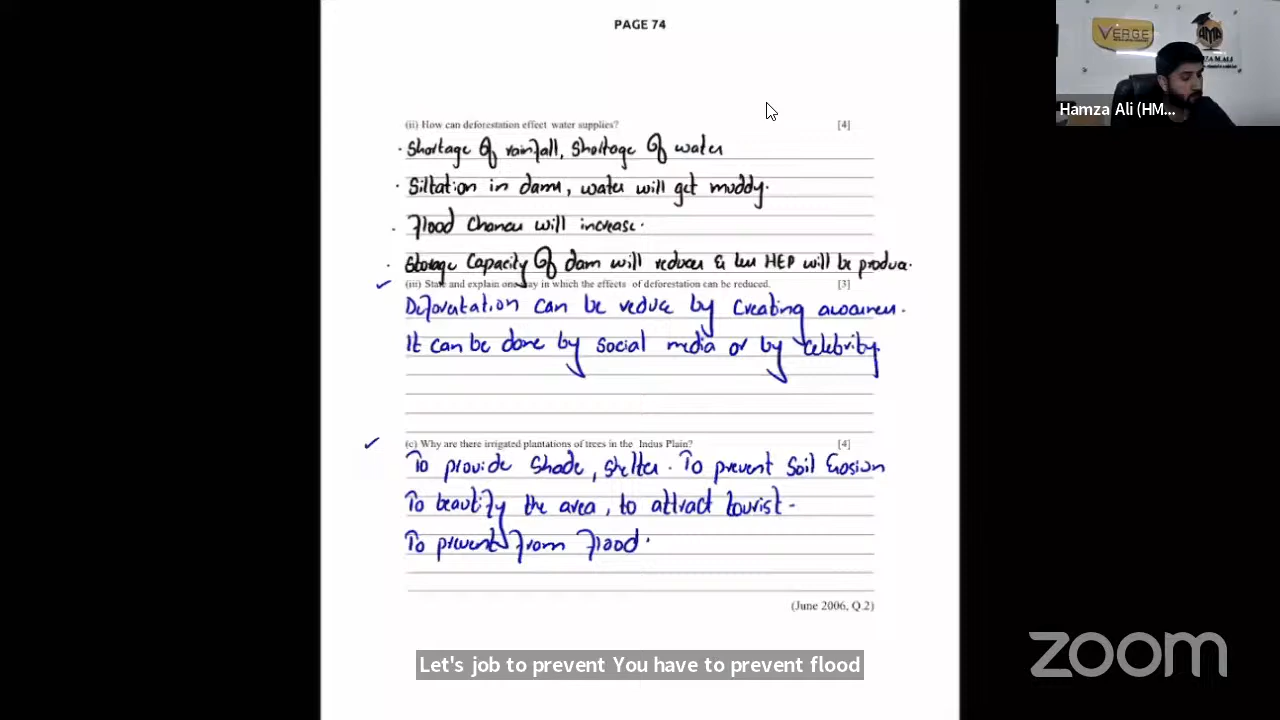 PAGE 74
VERGE
Hamza Ali (HM...
(ii) How can deforestation effect water supplies? [4]
· Shortage of rainfall, Shortage of water
· Siltation in dams, water will get muddy.
· Flood Chances will increase.
· Storage Capacity of dam will reduces & less HEP will be produce.
(iii) State and explain one way in which the effects of deforestation can be reduced. [3]
Deforestation can be reduce by Creating awareness.
It can be done by social media or by celebrity.
(c) Why are there irrigated plantations of trees in the Indus Plain? [4]
To provide Shade, Shelter. To prevent Soil Erosion
To beautify the area, to attract tourist.
To prevent from Flood.
(June 2006, Q.2)
Let's job to prevent You have to prevent flood
zoom